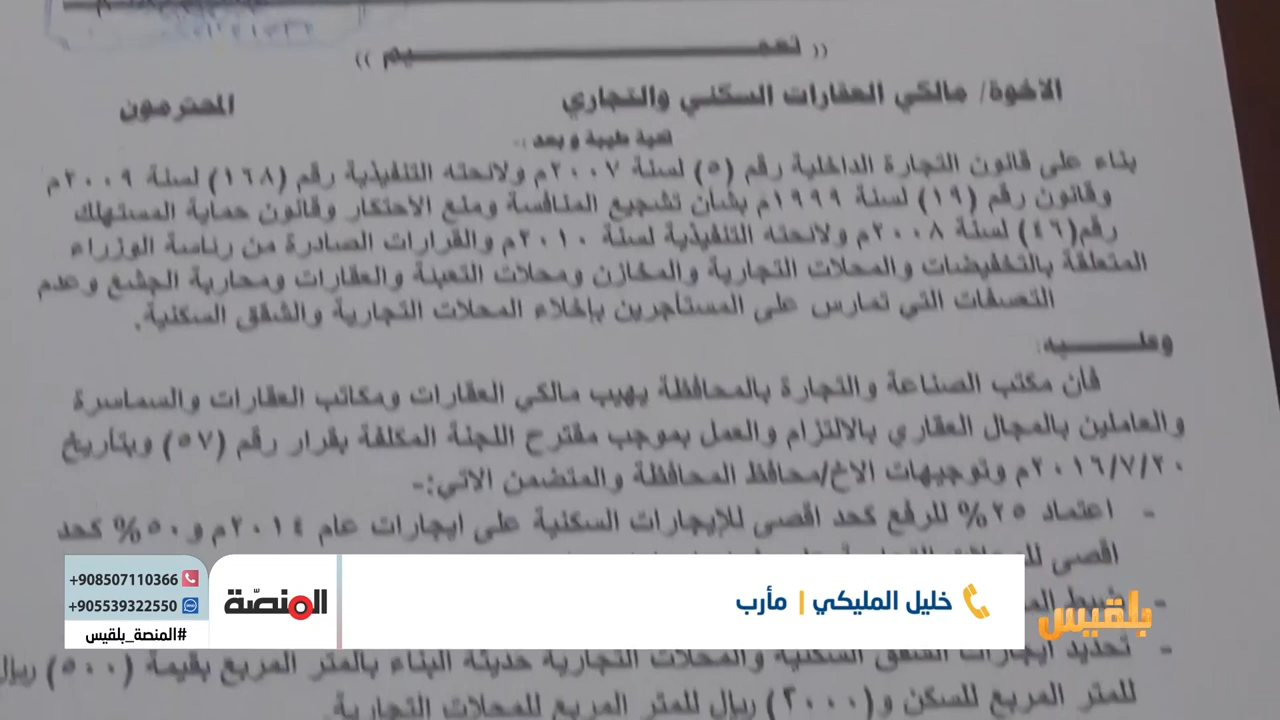 (( تعميم ))
الاخوة/ مالكي العقارات السكني والتجاري المحترمون
تحية طيبة وبعد ..
بناء على قانون التجارة الداخلية رقم (٥) لسنة ٢٠٠٧م ولائحته التنفيذية رقم (١٦٨) لسنة ٢٠٠٩م
وقانون رقم (١٩) لسنة ١٩٩٩م بشان تشجيع المنافسة ومنع الاحتكار وقانون حماية المستهلك
رقم(٤٦) لسنة ٢٠٠٨م ولائحته التنفيذية لسنة ٢٠١٠م والقرارات الصادرة من رئاسة الوزراء
المتعلقة بالتخفيضات والمحلات التجارية والمخازن ومحلات التعبئة والعقارات ومحاربة الجشع وعدم
التصفات التي تمارس على المستأجرين بإخلاء المحلات التجارية والشقق السكنية.
وعليه:
فأن مكتب الصناعة والتجارة بالمحافظة يهيب مالكي العقارات ومكاتب العقارات والسماسرة
والعاملين بالمجال العقاري بالالتزام والعمل بموجب مقترح اللجنة المكلفة بقرار رقم (٥٧) وبتاريخ
٢٠١٦/٧/٢٠م وتوجيهات الاخ/محافظ المحافظة والمتضمن الاتي:-
- اعتماد ٢٥% للرفع كحد اقصى للإيجارات السكنية على ايجارات عام ٢٠١٤م و٥٠% كحد
اقصى
+908507110366
+905539322550
#المنصة_بلقيس
المنصّة
خليل المليكي | مأرب
بلقيس
- تحديد ايجارات الشقق السكنية والمحلات التجارية حديثة البناء بالمتر المربع بقيمة (٥٠٠) ريال
للمتر المربع للسكن و(٢٠٠٠) ريال للمتر المربع للمحلات التجارية.